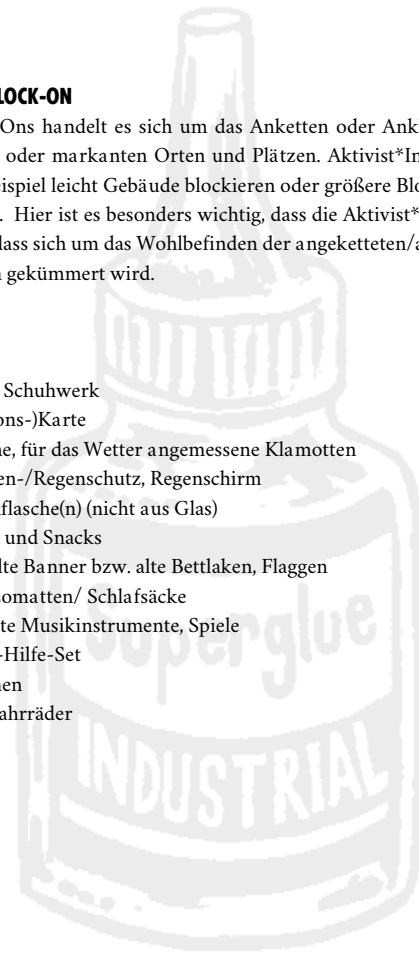 LOCK-ON
Ons handelt es sich um das Anketten oder Ank
oder markanten Orten und Plätzen. Aktivist*In
ispiel leicht Gebäude blockieren oder größere Blo
. Hier ist es besonders wichtig, dass die Aktivist*
lass sich um das Wohlbefinden der angeketteten/a
n gekümmert wird.
Schuhwerk
ons-)Karte
ne, für das Wetter angemessene Klamotten
en-/Regenschutz, Regenschirm
flasche(n) (nicht aus Glas)
und Snacks
lte Banner bzw. alte Bettlaken, Flaggen
somatten/ Schlafsäcke
te Musikinstrumente, Spiele
-Hilfe-Set
nen
ahrräder
Superglue
INDUSTRIAL